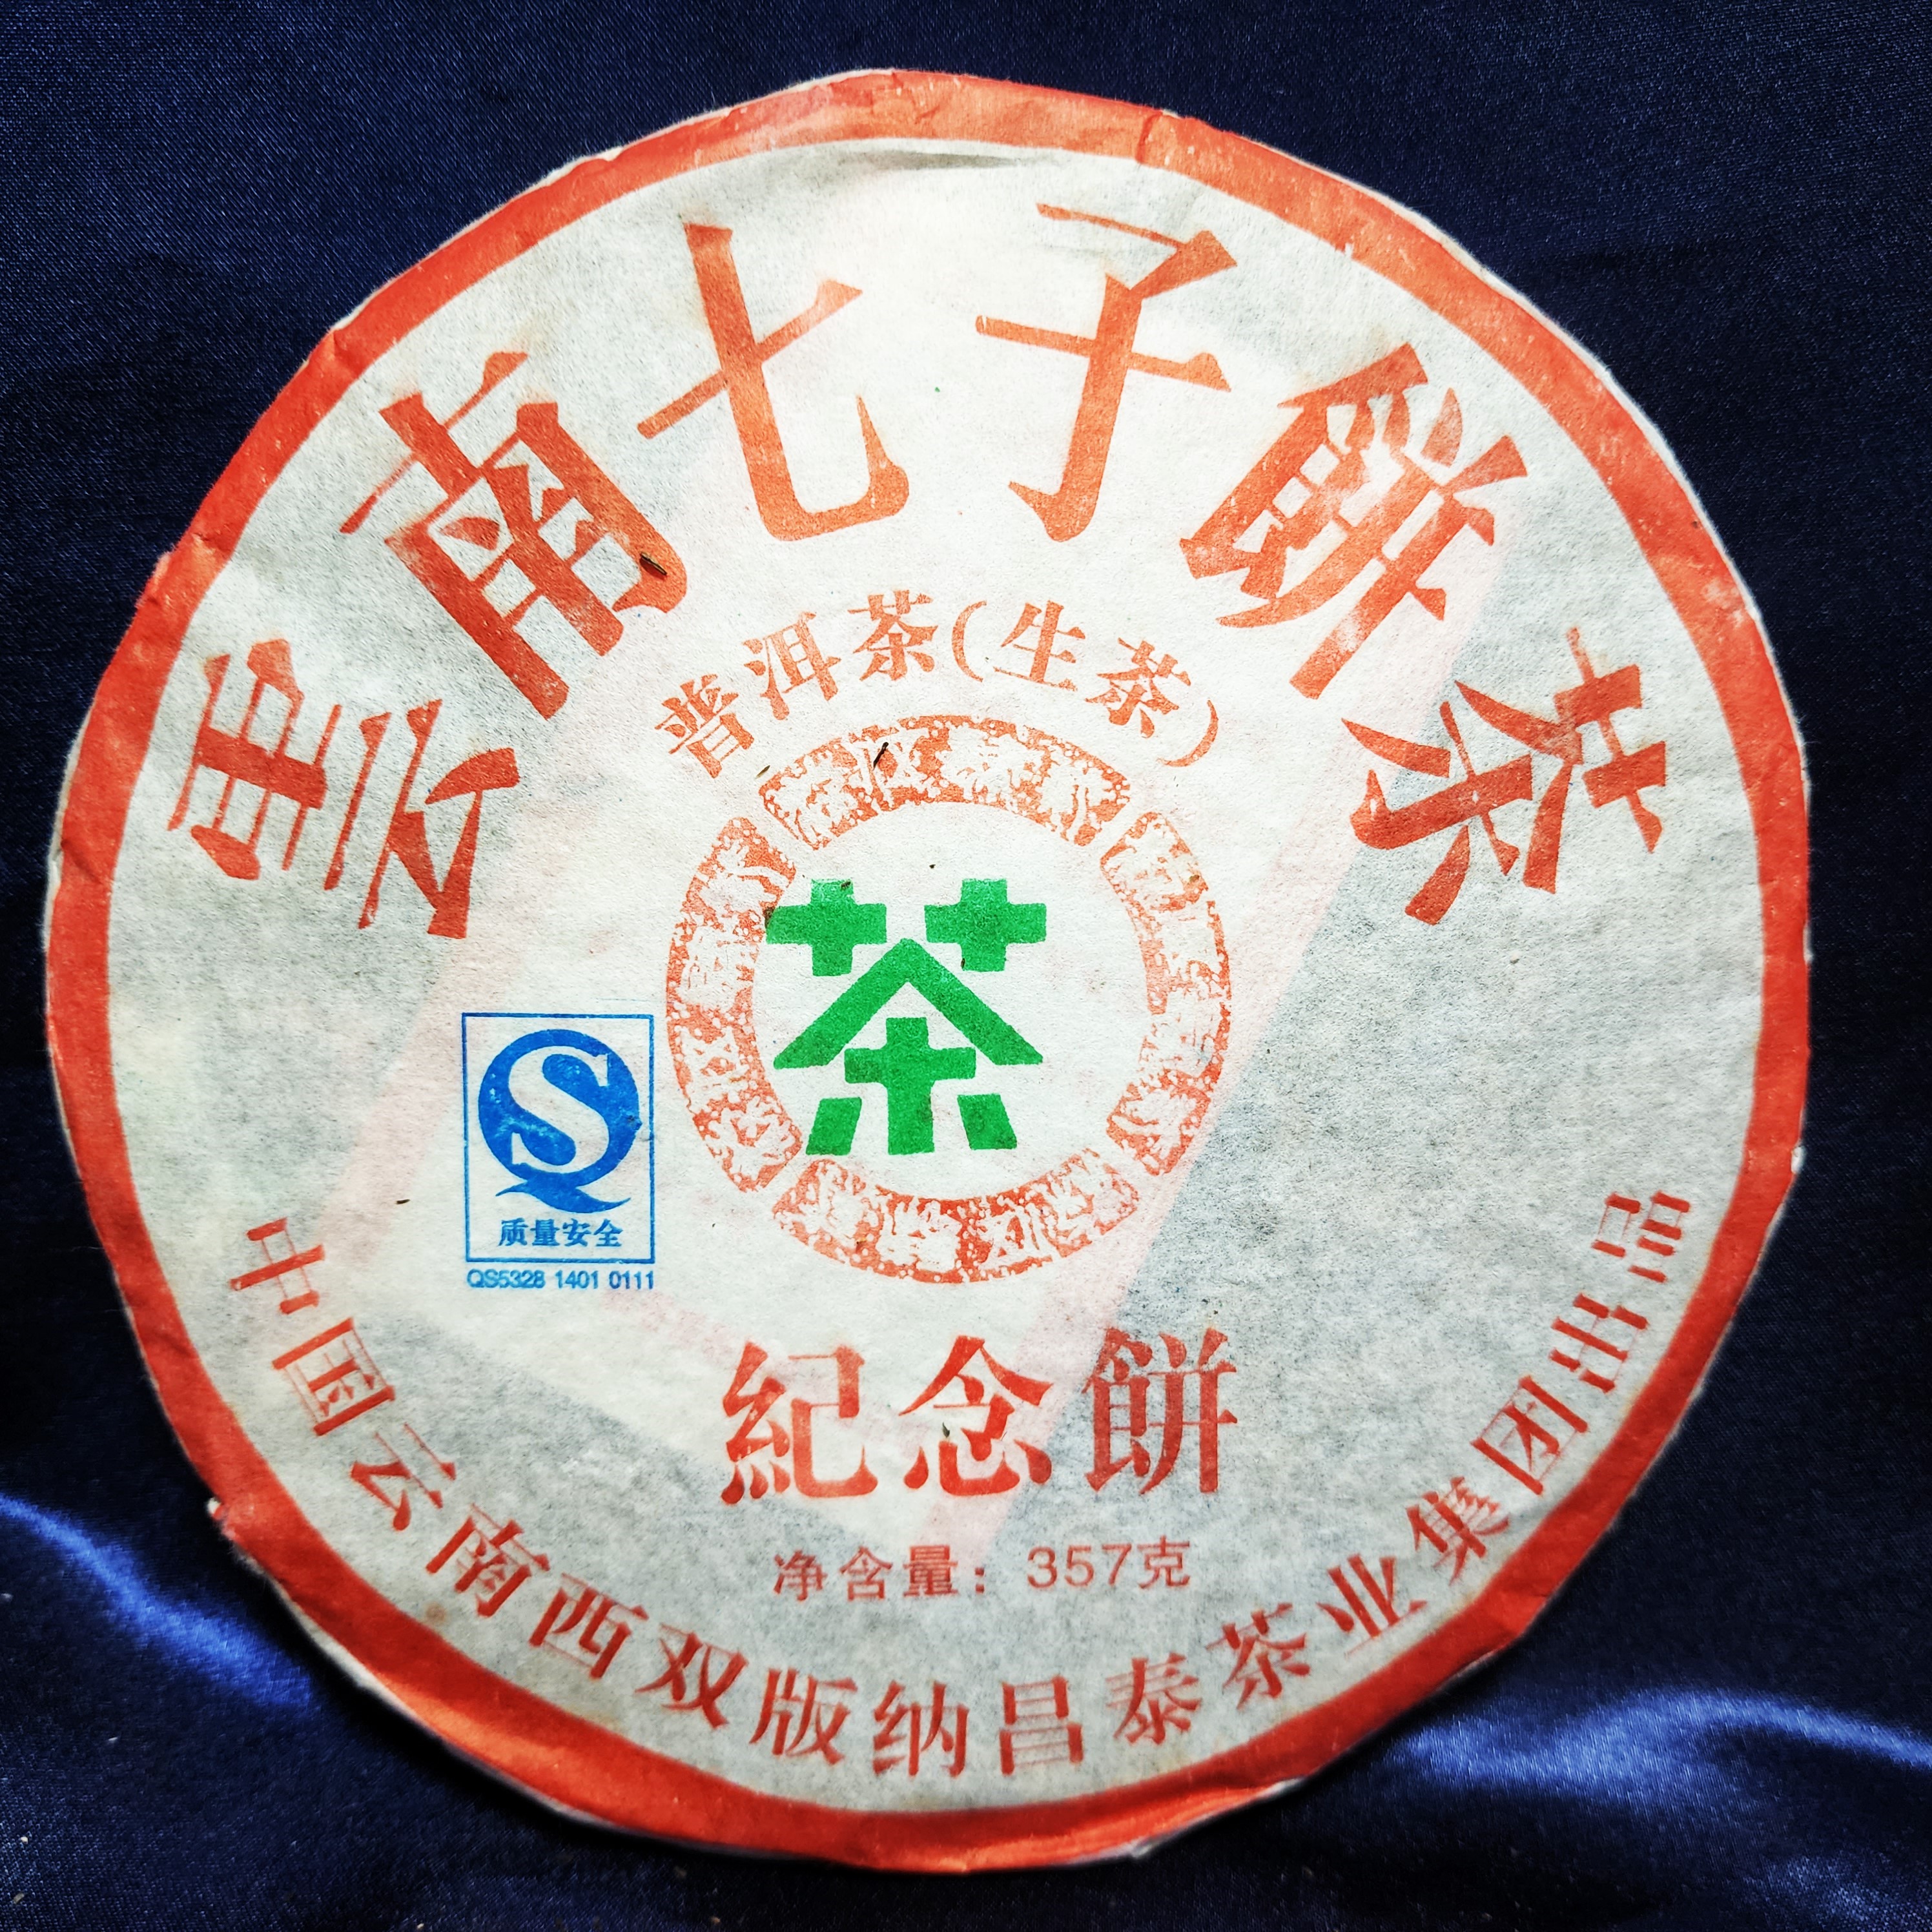 雲南七子餅茶
普洱茶(生茶)
茶
质量安全
QS5328 1401 0111
紀念餅
净含量：357克
中国云南西双版纳昌泰茶业集团出品